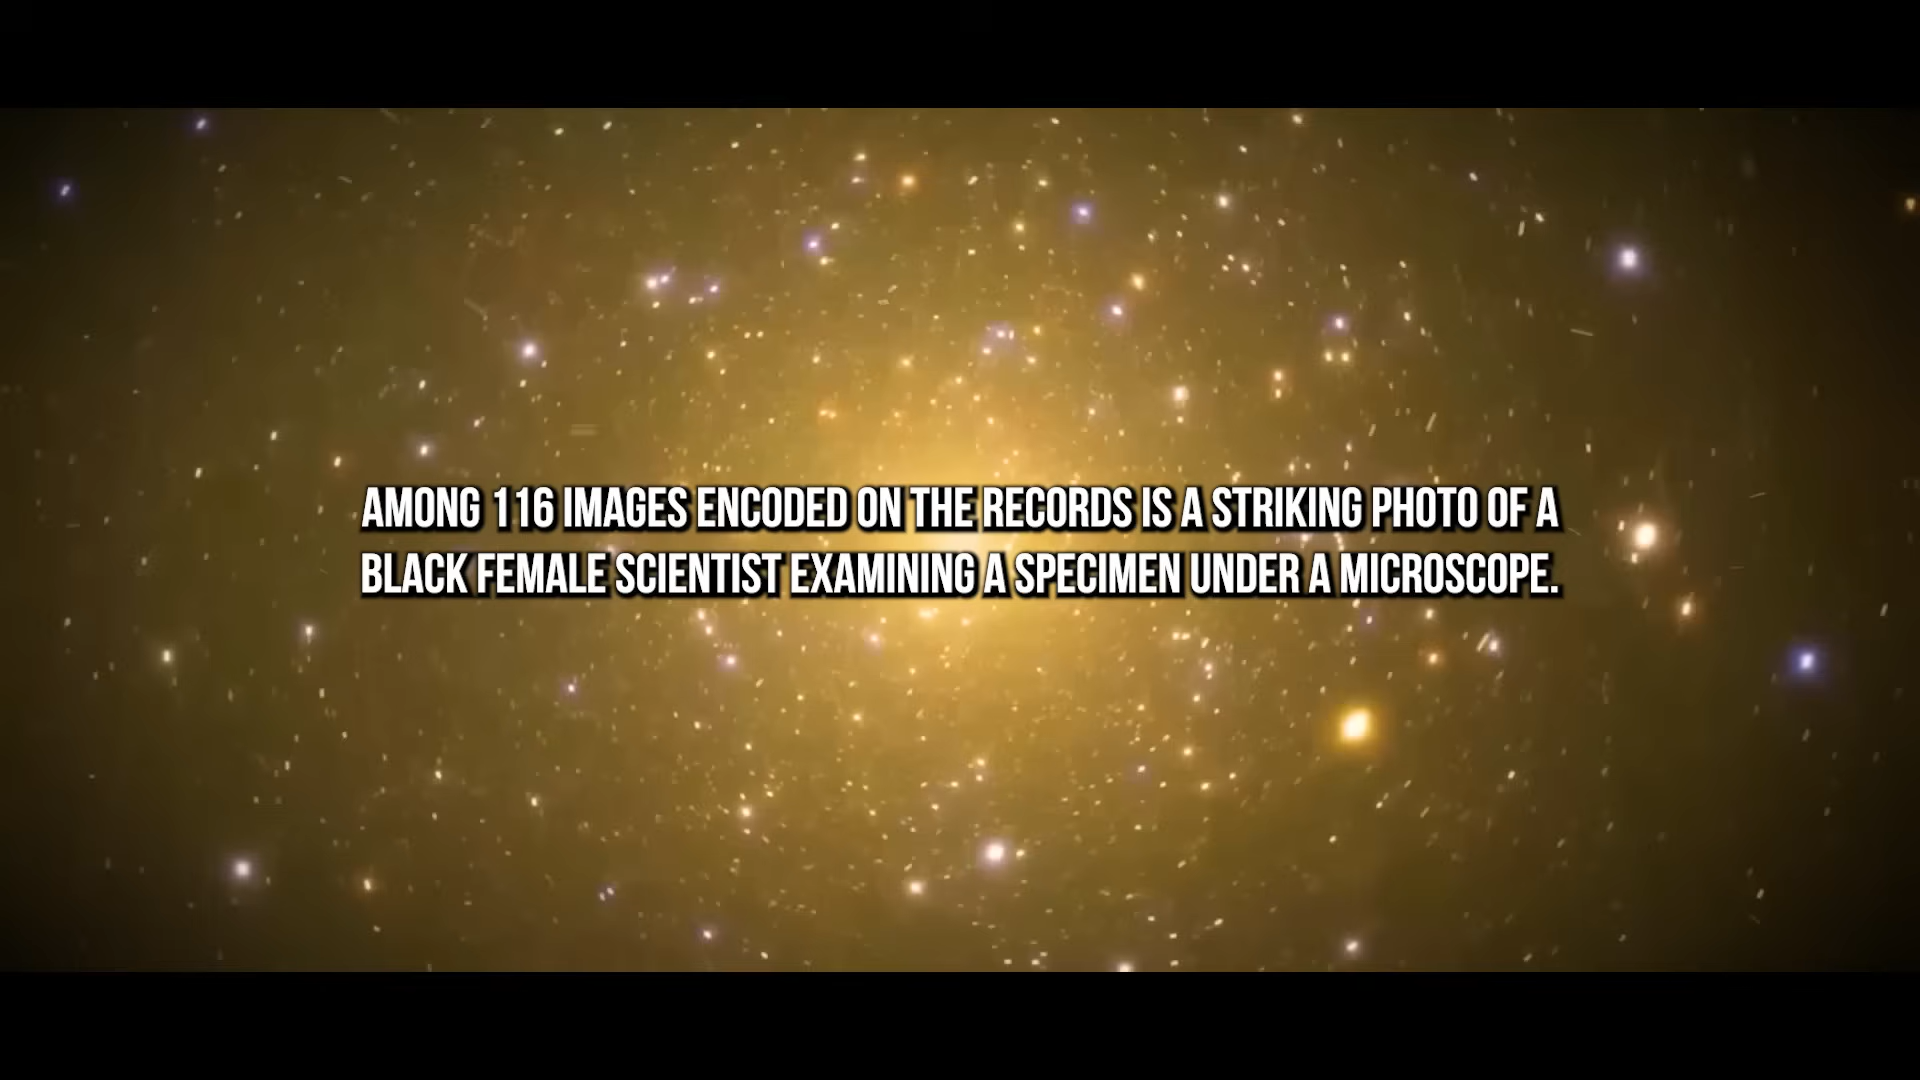 AMONG 116 IMAGES ENCODED ON THE RECORDS IS A STRIKING PHOTO OF A
BLACK FEMALE SCIENTIST EXAMINING A SPECIMEN UNDER A MICROSCOPE.